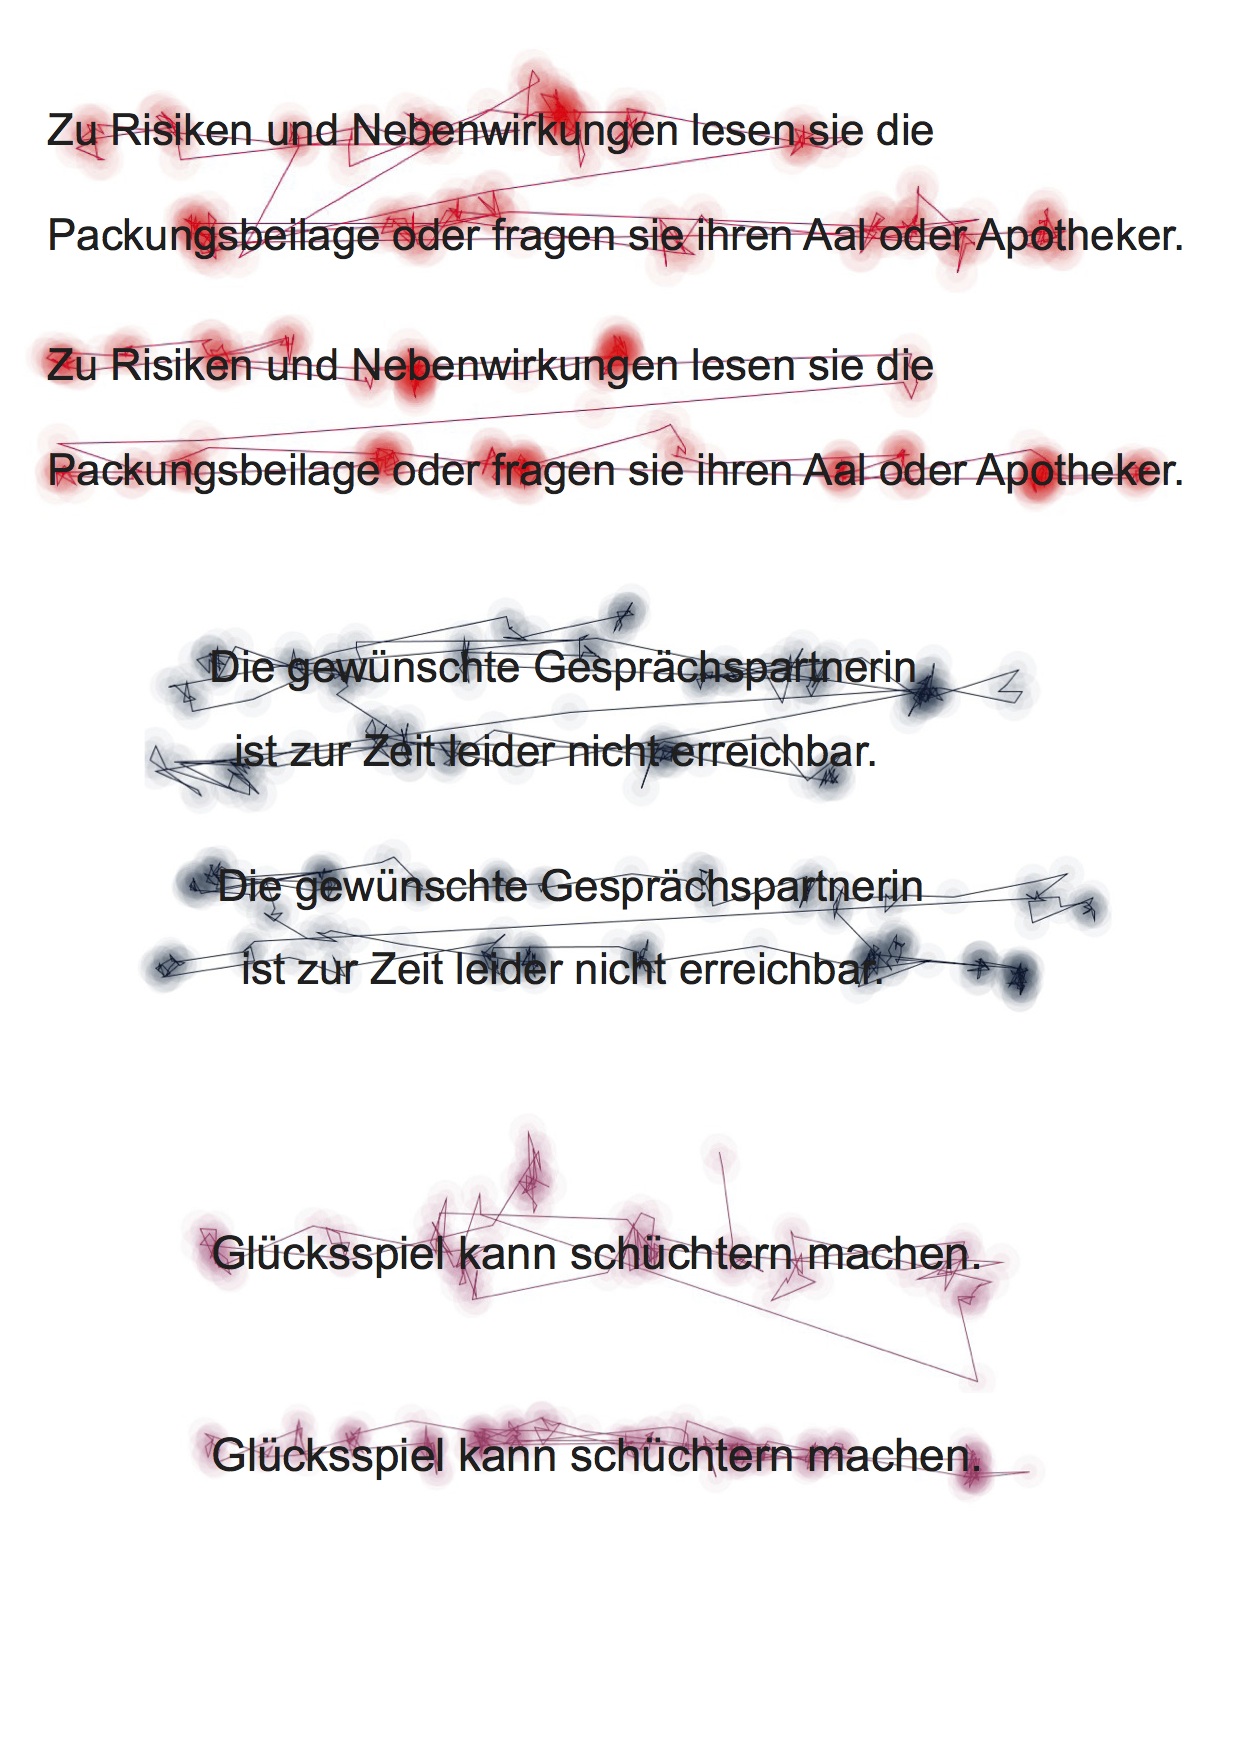 Zu Risiken und Nebenwirkungen lesen sie die
Packungsbeilage oder fragen sie ihren Aal oder Apotheker.
Zu Risiken und Nebenwirkungen lesen sie die
Packungsbeilage oder fragen sie ihren Aal oder Apotheker.
Die gewünschte Gesprächspartnerin
ist zur Zeit leider nicht erreichbar.
Die gewünschte Gesprächspartnerin
ist zur Zeit leider nicht erreichbar.
Glücksspiel kann schüchtern machen.
Glücksspiel kann schüchtern machen.